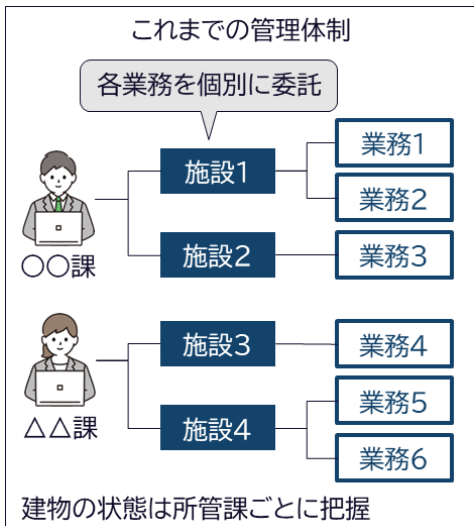 これまでの管理体制
各業務を個別に委託
施設1
業務1
業務2
〇〇課
施設2
業務3
施設3
業務4
△△課
施設4
業務5
業務6
建物の状態は所管課ごとに把握